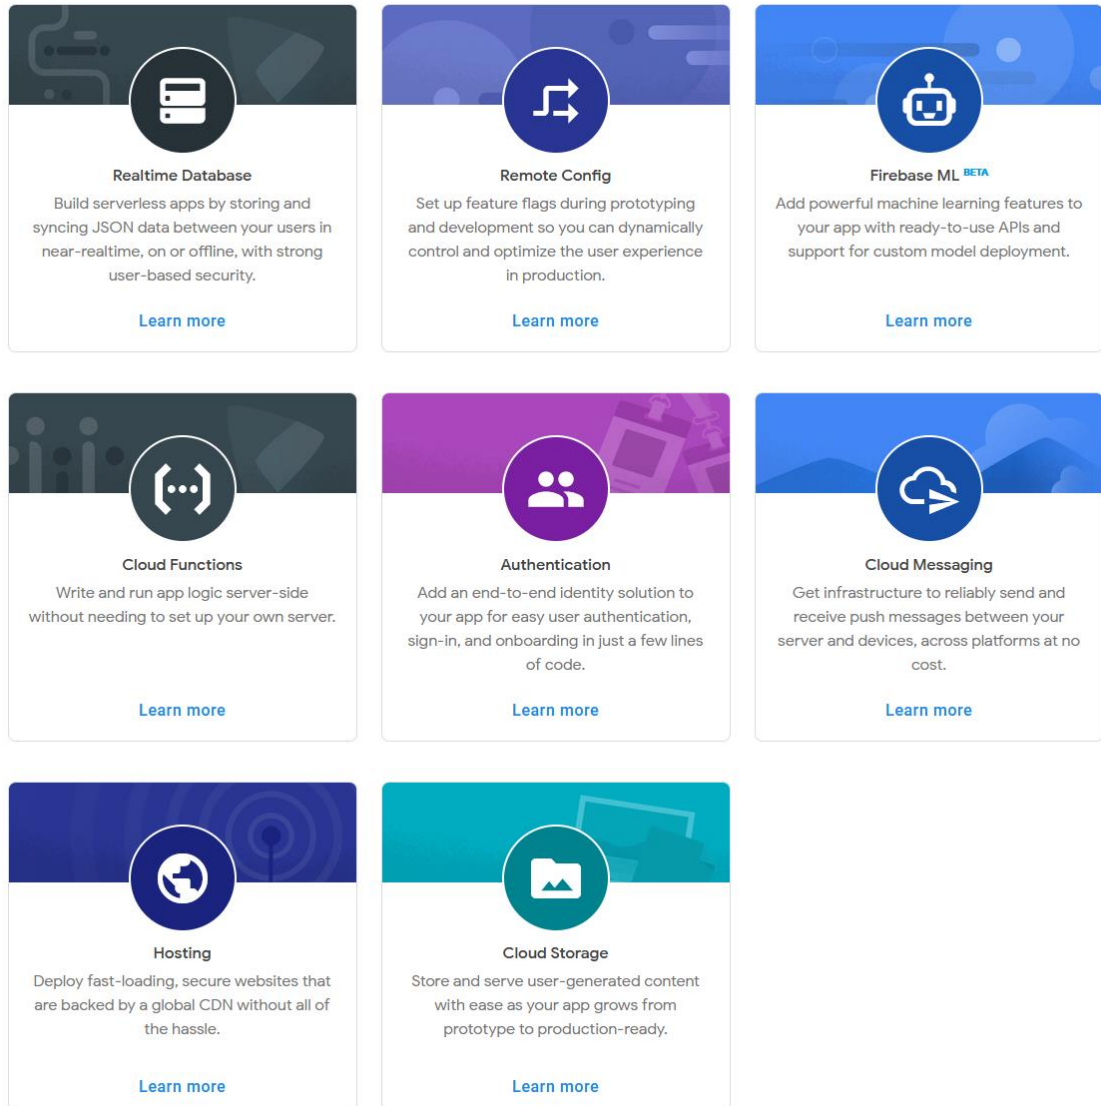 Realtime Database
Build serverless apps by storing and
syncing JSON data between your users in
near-realtime, on or offline, with strong
user-based security.
Learn more
Remote Config
Set up feature flags during prototyping
and development so you can dynamically
control and optimize the user experience
in production.
Learn more
Firebase ML BETA
Add powerful machine learning features to
your app with ready-to-use APIs and
support for custom model deployment.
Learn more
Cloud Functions
Write and run app logic server-side
without needing to set up your own server.
Learn more
Authentication
Add an end-to-end identity solution to
your app for easy user authentication,
sign-in, and onboarding in just a few lines
of code.
Learn more
Cloud Messaging
Get infrastructure to reliably send and
receive push messages between your
server and devices, across platforms at no
cost.
Learn more
Hosting
Deploy fast-loading, secure websites that
are backed by a global CDN without all of
the hassle.
Learn more
Cloud Storage
Store and serve user-generated content
with ease as your app grows from
prototype to production-ready.
Learn more